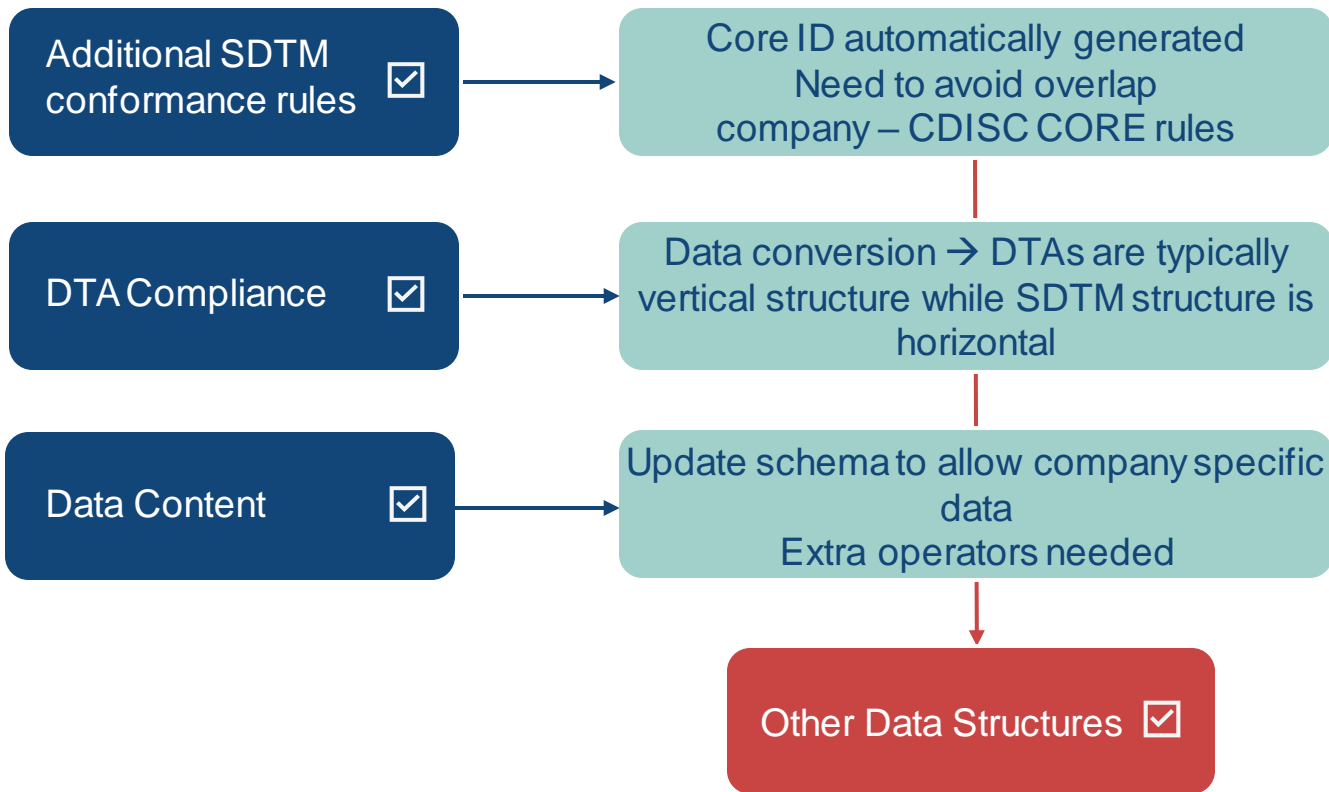 Additional SDTM
conformance rules ☑
Core ID automatically generated
Need to avoid overlap
company – CDISC CORE rules
DTA Compliance ☑
Data conversion → DTAs are typically
vertical structure while SDTM structure is
horizontal
Data Content ☑
Update schema to allow company specific
data
Extra operators needed
Other Data Structures ☑